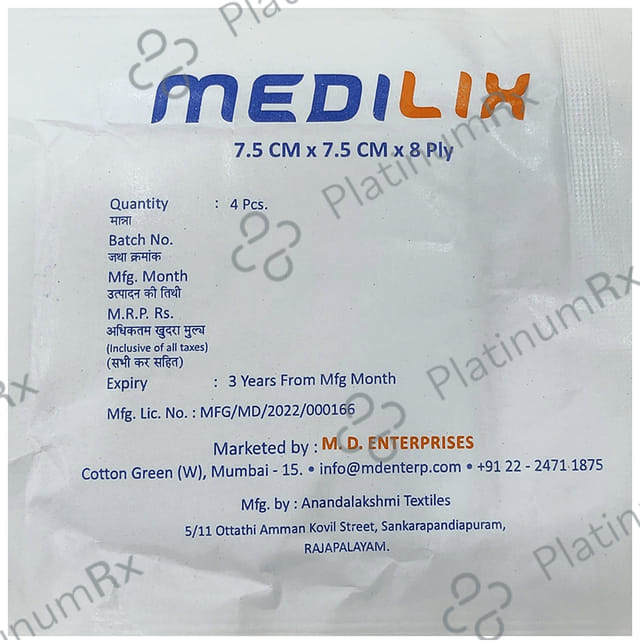 MEDILIX
7.5 CM x 7.5 CM x 8 Ply
Quantity : 4 Pcs.
मात्रा
Batch No.
जथा क्रमांक
Mfg. Month
उत्पादन की तिथी
M.R.P. Rs.
अधिकतम खुदरा मुल्य
(Inclusive of all taxes)
(सभी कर सहित)
Expiry : 3 Years From Mfg Month
Mfg. Lic. No. : MFG/MD/2022/000166
Marketed by : M. D. ENTERPRISES
Cotton Green (W), Mumbai - 15. • info@mdenterp.com • +91 22 - 2471 1875
Mfg. by : Anandalakshmi Textiles
5/11 Ottathi Amman Kovil Street, Sankarapandiapuram,
RAJAPALAYAM.
PlatinumRx
PlatinumRx
PlatinumRx
PlatinumRx
PlatinumRx